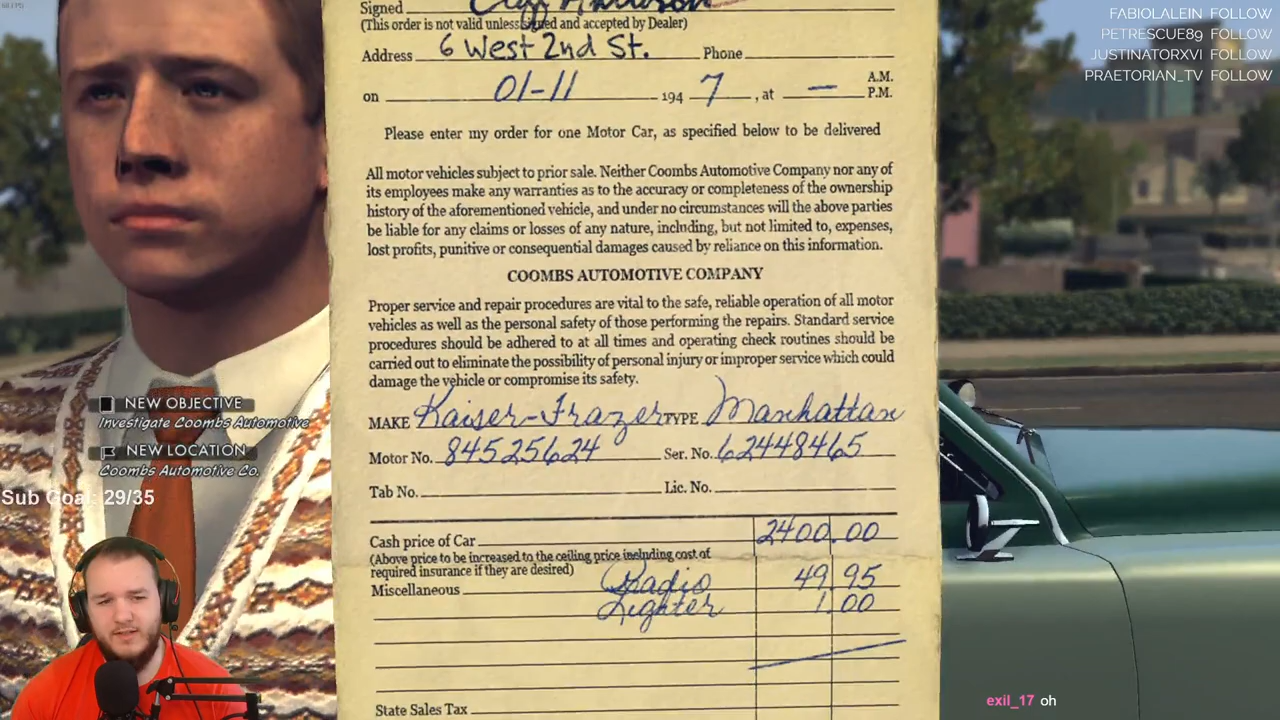 FABIOLALEIN FOLLOW
PETRESCUE89 FOLLOW
JUSTINATORXVI FOLLOW
PRAETORIAN_TV FOLLOW
Signed
(This order is not valid unless signed and accepted by Dealer)
Address 6 West 2nd St. Phone
on 01-11 1947, at — A.M. P.M.
Please enter my order for one Motor Car, as specified below to be delivered
All motor vehicles subject to prior sale. Neither Coombs Automotive Company nor any of
its employees make any warranties as to the accuracy or completeness of the ownership
history of the aforementioned vehicle, and under no circumstances will the above parties
be liable for any claims or losses of any nature, including, but not limited to, expenses,
lost profits, punitive or consequential damages caused by reliance on this information.
COOMBS AUTOMOTIVE COMPANY
Proper service and repair procedures are vital to the safe, reliable operation of all motor
vehicles as well as the personal safety of those performing the repairs. Standard service
procedures should be adhered to at all times and operating check routines should be
carried out to eliminate the possibility of personal injury or improper service which could
damage the vehicle or compromise its safety.
MAKE Kaiser-Frazer TYPE Manhattan
Motor No. 84525624 Ser. No. 62448465
Tab No. Lic. No.
Cash price of Car 2400.00
(Above price to be increased to the ceiling price including cost of
required insurance if they are desired)
Miscellaneous Radio 49 95
Lighter 1.00
State Sales Tax
NEW OBJECTIVE
Investigate Coombs Automotive
NEW LOCATION
Coombs Automotive Co.
Sub Goal: 29/35
exil_17 oh